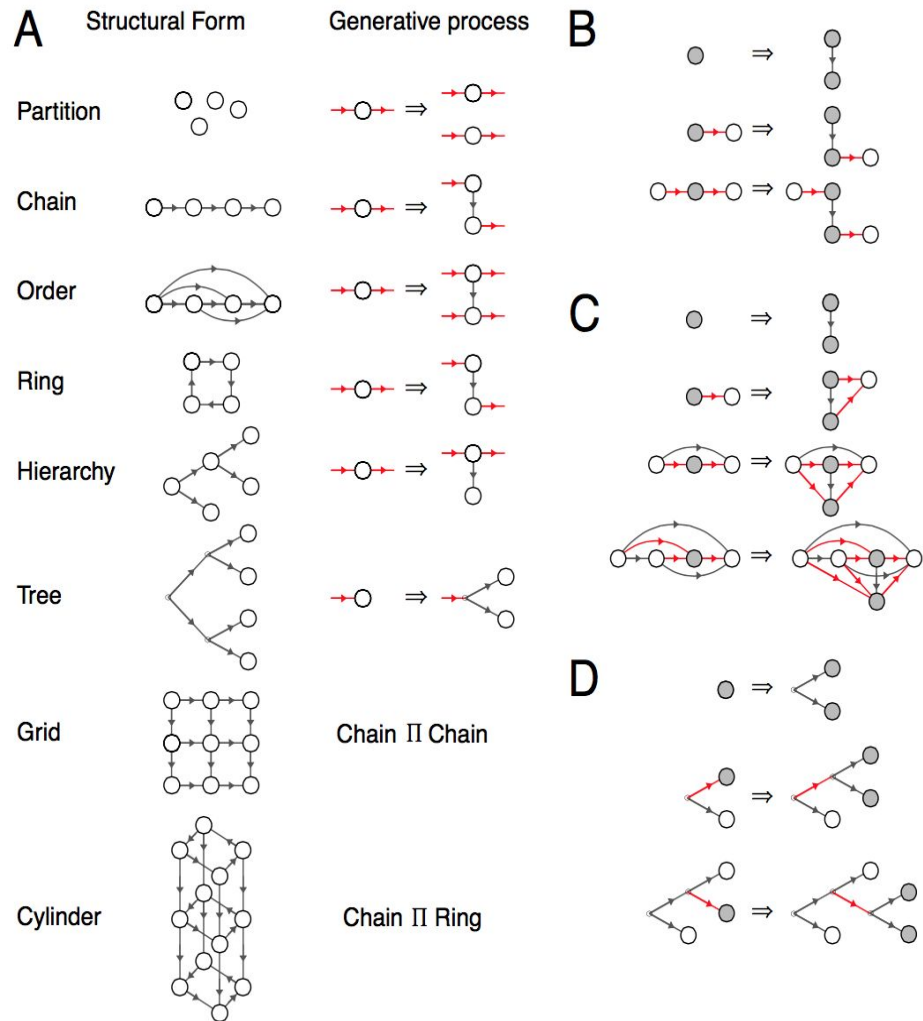 A
Structural Form
Generative process
Partition
⇒
Chain
⇒
Order
⇒
Ring
⇒
Hierarchy
⇒
Tree
⇒
Grid
Chain Π Chain
Cylinder
Chain Π Ring
B
⇒
⇒
⇒
C
⇒
⇒
⇒
⇒
D
⇒
⇒
⇒